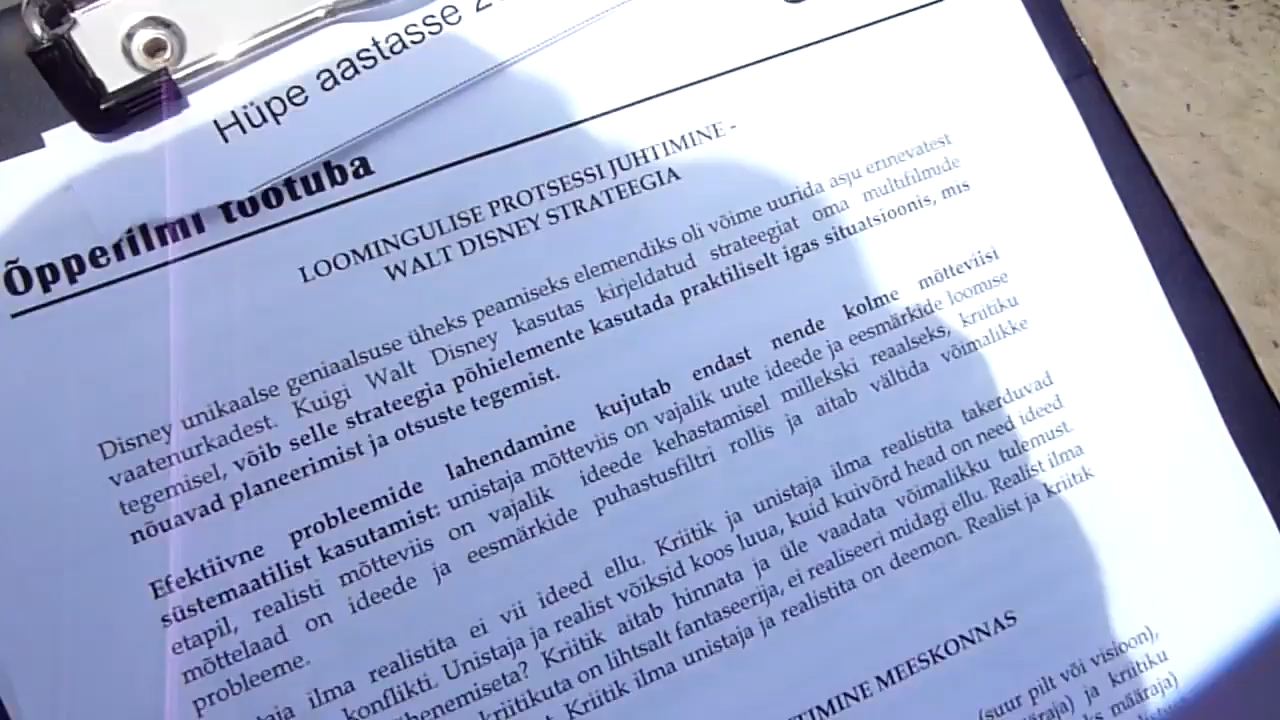 Hüpe aastasse
Õpperilmi töötuba
LOOMINGULISE PROTSESSI JUHTIMINE -
WALT DISNEY STRATEEGIA
Disney unikaalse geniaalsuse üheks peamiseks elemendiks oli võime uurida asju erinevatest
vaatenurkadest. Kuigi Walt Disney kasutas kirjeldatud strateegiat oma multifilmide
tegemisel, võib selle strateegia põhielemente kasutada praktiliselt igas situatsioonis, mis
nõuavad planeerimist ja otsuste tegemist.
Efektiivne probleemide lahendamine kujutab endast nende kolme mõtteviisi
süstemaatilist kasutamist: unistaja mõtteviis on vajalik uute ideede ja eesmärkide loomise
etapil, realisti mõtteviis on vajalik ideede kehastamisel millekski reaalseks, kriitiku
mõttelaad on ideede ja eesmärkide puhastusfiltri rollis ja aitab vältida võimalikke
probleeme.
ilma realistita ei vii ideed ellu. Kriitik ja unistaja ilma realistita takerduvad
konflikti. Unistaja ja realist võiksid koos luua, kuid kuivõrd head on need ideed
Kriitik aitab hinnata ja üle vaadata võimalikku tulemust.
kriitikuta on lihtsalt fantaseerija, ei realiseeri midagi ellu. Realist ilma
Kriitik ilma unistaja ja realistita on deemon. Realist ja kriitik
MEESKONNAS
(suur pilt või visioon),
ja kriitiku
määraja)